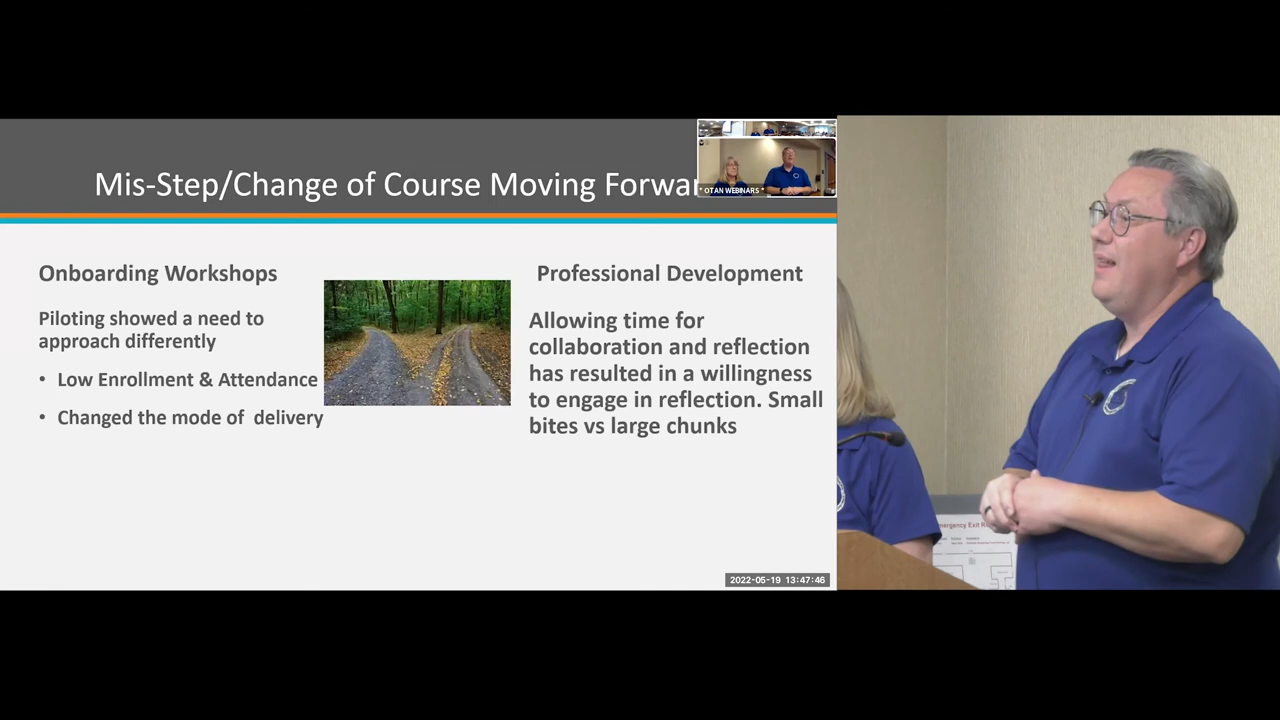 Mis-Step/Change of Course Moving Forwar
* OTAN WEBINARS *
Onboarding Workshops
Piloting showed a need to
approach differently
• Low Enrollment & Attendance
• Changed the mode of delivery
Professional Development
Allowing time for
collaboration and reflection
has resulted in a willingness
to engage in reflection. Small
bites vs large chunks
2022-05-19 13:47:46
mergency Exit